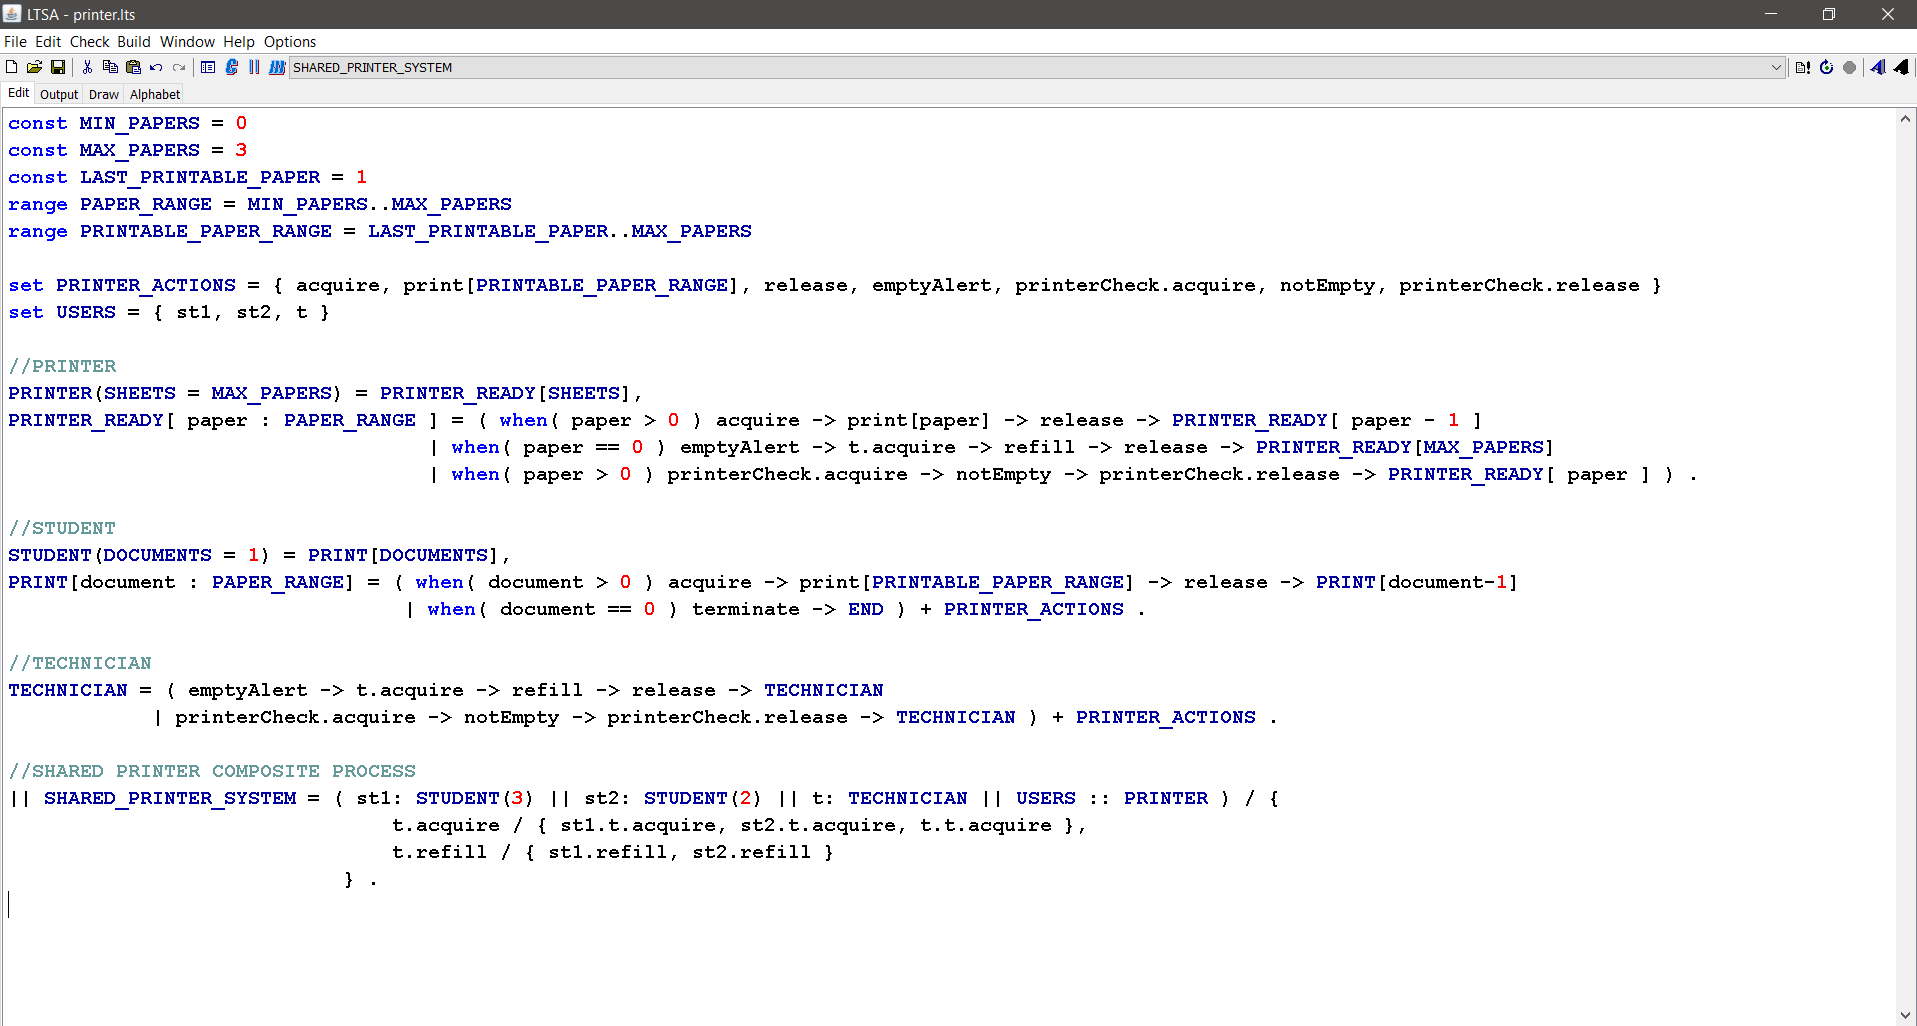 LTSA - printer.lts
File Edit Check Build Window Help Options
SHARED_PRINTER_SYSTEM
Edit Output Draw Alphabet
const MIN_PAPERS = 0
const MAX_PAPERS = 3
const LAST_PRINTABLE_PAPER = 1
range PAPER_RANGE = MIN_PAPERS..MAX_PAPERS
range PRINTABLE_PAPER_RANGE = LAST_PRINTABLE_PAPER..MAX_PAPERS
set PRINTER_ACTIONS = { acquire, print[PRINTABLE_PAPER_RANGE], release, emptyAlert, printerCheck.acquire, notEmpty, printerCheck.release }
set USERS = { st1, st2, t }
//PRINTER
PRINTER(SHEETS = MAX_PAPERS) = PRINTER_READY[SHEETS],
PRINTER_READY[ paper : PAPER_RANGE ] = ( when( paper > 0 ) acquire -> print[paper] -> release -> PRINTER_READY[ paper - 1 ]
| when( paper == 0 ) emptyAlert -> t.acquire -> refill -> release -> PRINTER_READY[MAX_PAPERS]
| when( paper > 0 ) printerCheck.acquire -> notEmpty -> printerCheck.release -> PRINTER_READY[ paper ] ) .
//STUDENT
STUDENT(DOCUMENTS = 1) = PRINT[DOCUMENTS],
PRINT[document : PAPER_RANGE] = ( when( document > 0 ) acquire -> print[PRINTABLE_PAPER_RANGE] -> release -> PRINT[document-1]
| when( document == 0 ) terminate -> END ) + PRINTER_ACTIONS .
//TECHNICIAN
TECHNICIAN = ( emptyAlert -> t.acquire -> refill -> release -> TECHNICIAN
| printerCheck.acquire -> notEmpty -> printerCheck.release -> TECHNICIAN ) + PRINTER_ACTIONS .
//SHARED PRINTER COMPOSITE PROCESS
|| SHARED_PRINTER_SYSTEM = ( st1: STUDENT(3) || st2: STUDENT(2) || t: TECHNICIAN || USERS :: PRINTER ) / {
t.acquire / { st1.t.acquire, st2.t.acquire, t.t.acquire },
t.refill / { st1.refill, st2.refill }
} .